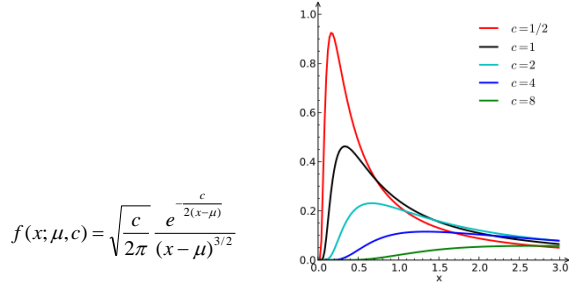 f(x;μ,c) = √(c/2π) e^(−c/(2(x−μ))) / (x−μ)^(3/2)
1.0
0.8
0.6
0.4
0.2
0.0
0.0 0.5 1.0 1.5 2.0 2.5 3.0
x
c=1/2
c=1
c=2
c=4
c=8